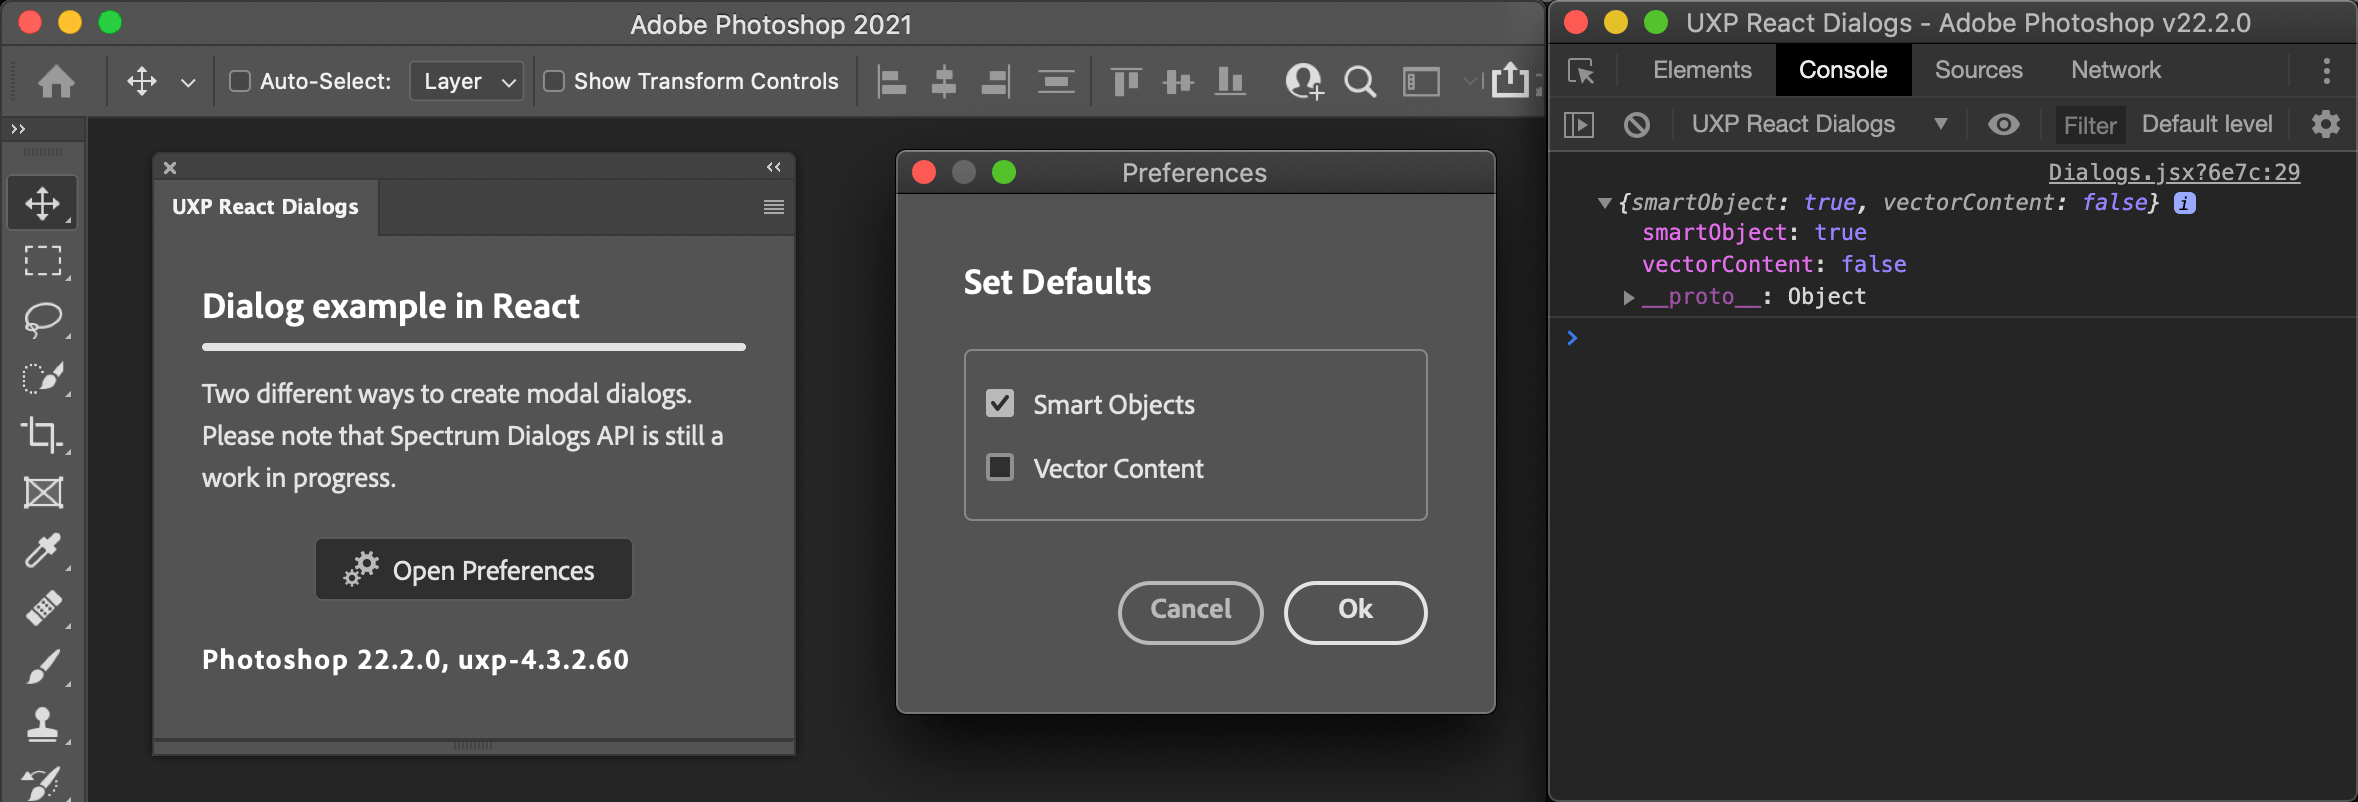 Adobe Photoshop 2021
Auto-Select: Layer Show Transform Controls
UXP React Dialogs
Dialog example in React
Two different ways to create modal dialogs.
Please note that Spectrum Dialogs API is still a
work in progress.
Open Preferences
Photoshop 22.2.0, uxp-4.3.2.60
Preferences
Set Defaults
Smart Objects
Vector Content
Cancel Ok
UXP React Dialogs - Adobe Photoshop v22.2.0
Elements Console Sources Network
UXP React Dialogs Filter Default level
Dialogs.jsx?6e7c:29
{smartObject: true, vectorContent: false} i
smartObject: true
vectorContent: false
__proto__: Object